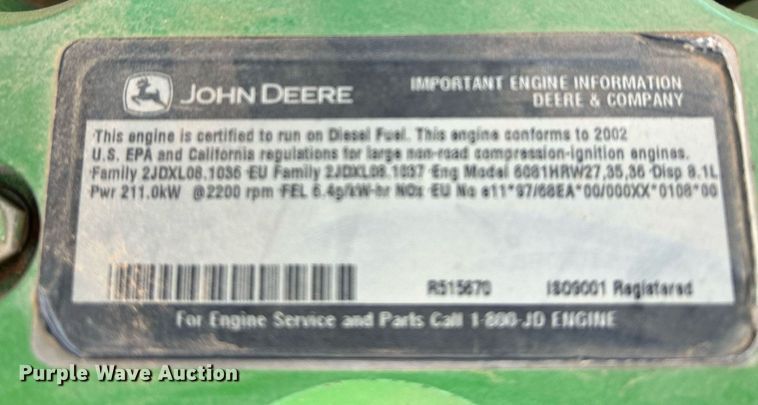 JOHN DEERE
IMPORTANT ENGINE INFORMATION
DEERE & COMPANY
This engine is certified to run on Diesel Fuel. This engine conforms to 2002
U.S. EPA and California regulations for large non-road compression-ignition engines.
Family 2JDXL08.1036 EU Family 2JDXL08.1037 Eng Model 6081HRW27,35,36 Disp 8.1L
Pwr 211.0kW @2200 rpm FEL 6.4g/kW-hr NOx EU No e11*97/68EA*00/000XX*0108*00
R515670 ISO9001 Registered
For Engine Service and Parts Call 1-800-JD ENGINE
Purple Wave Auction